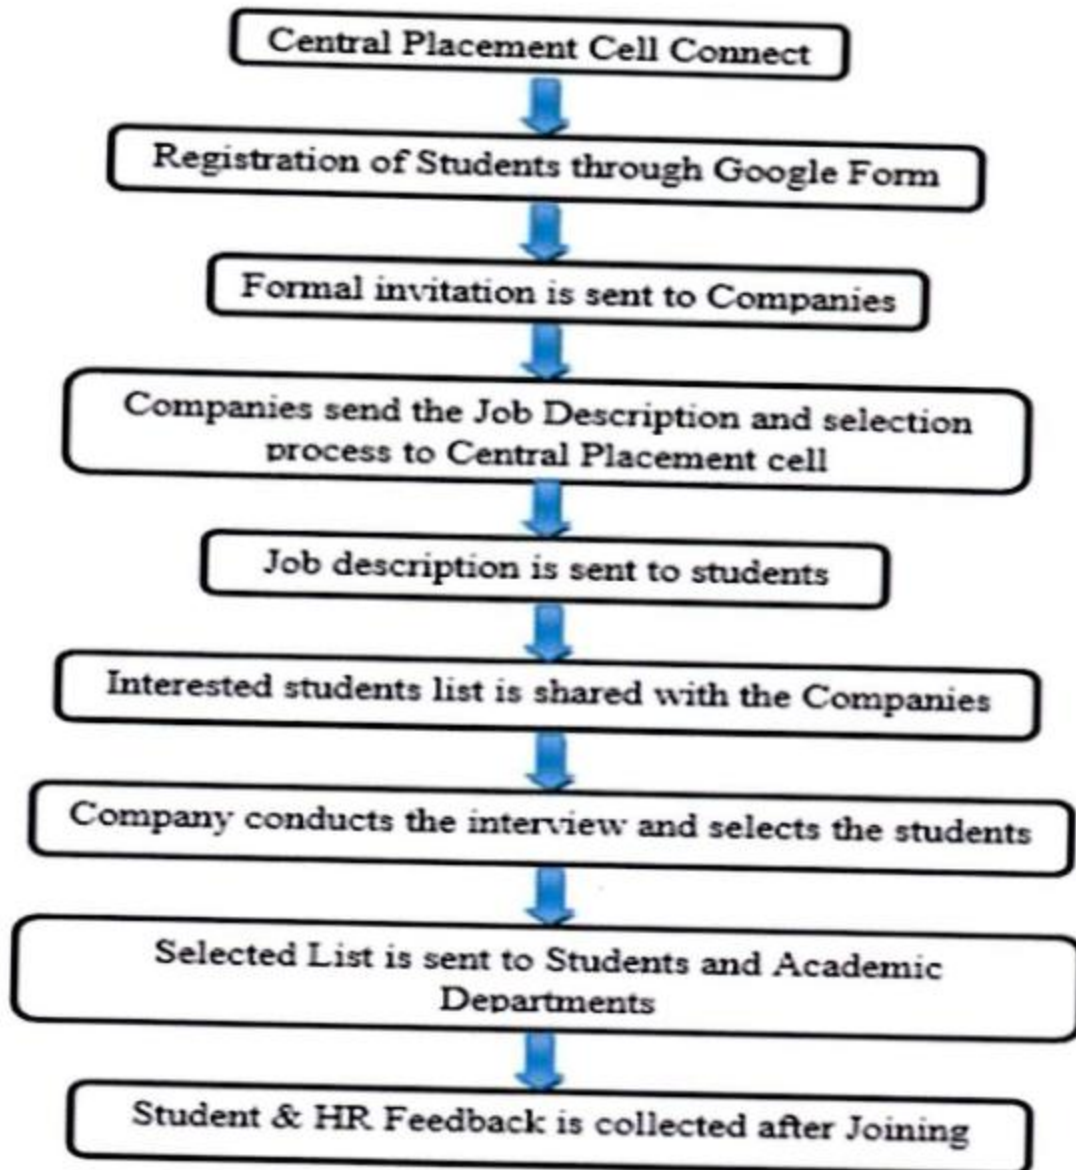 Central Placement Cell Connect
Registration of Students through Google Form
Formal invitation is sent to Companies
Companies send the Job Description and selection
process to Central Placement cell
Job description is sent to students
Interested students list is shared with the Companies
Company conducts the interview and selects the students
Selected List is sent to Students and Academic
Departments
Student & HR Feedback is collected after Joining